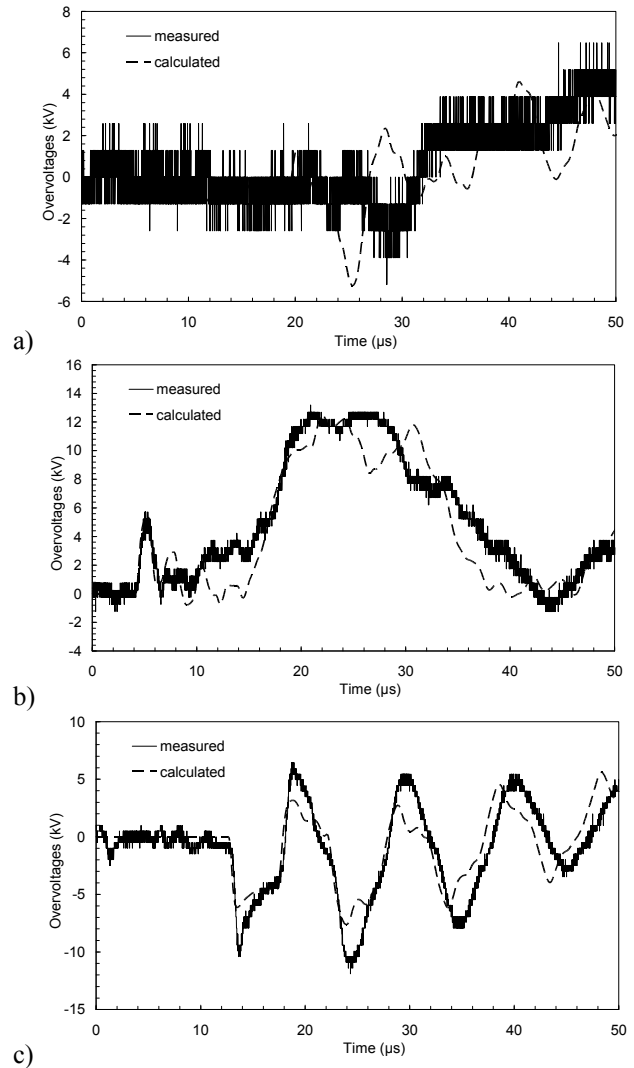 8
6
4
2
0
-2
-4
6
Overvoltages (kV)
measured
calculated
0 10 20 30 40 50
Time (µs)
a)
16
14
12
10
8
6
4
2
0
-2
-4
Overvoltages (kV)
measured
calculated
0 10 20 30 40 50
Time (µs)
b)
10
5
0
-5
-10
-15
Overvoltages (kV)
measured
calculated
0 10 20 30 40 50
Time (µs)
c)